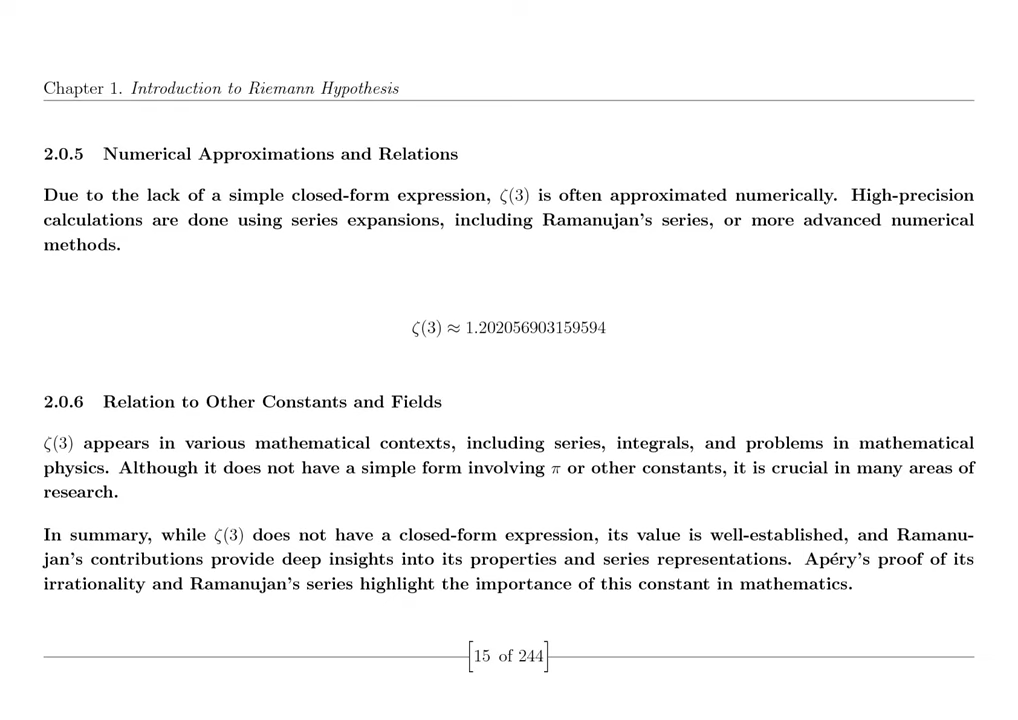 Chapter 1. Introduction to Riemann Hypothesis
2.0.5 Numerical Approximations and Relations
Due to the lack of a simple closed-form expression, ζ(3) is often approximated numerically. High-precision
calculations are done using series expansions, including Ramanujan's series, or more advanced numerical
methods.
ζ(3) ≈ 1.202056903159594
2.0.6 Relation to Other Constants and Fields
ζ(3) appears in various mathematical contexts, including series, integrals, and problems in mathematical
physics. Although it does not have a simple form involving π or other constants, it is crucial in many areas of
research.
In summary, while ζ(3) does not have a closed-form expression, its value is well-established, and Ramanu-
jan's contributions provide deep insights into its properties and series representations. Apéry's proof of its
irrationality and Ramanujan's series highlight the importance of this constant in mathematics.
[15 of 244]